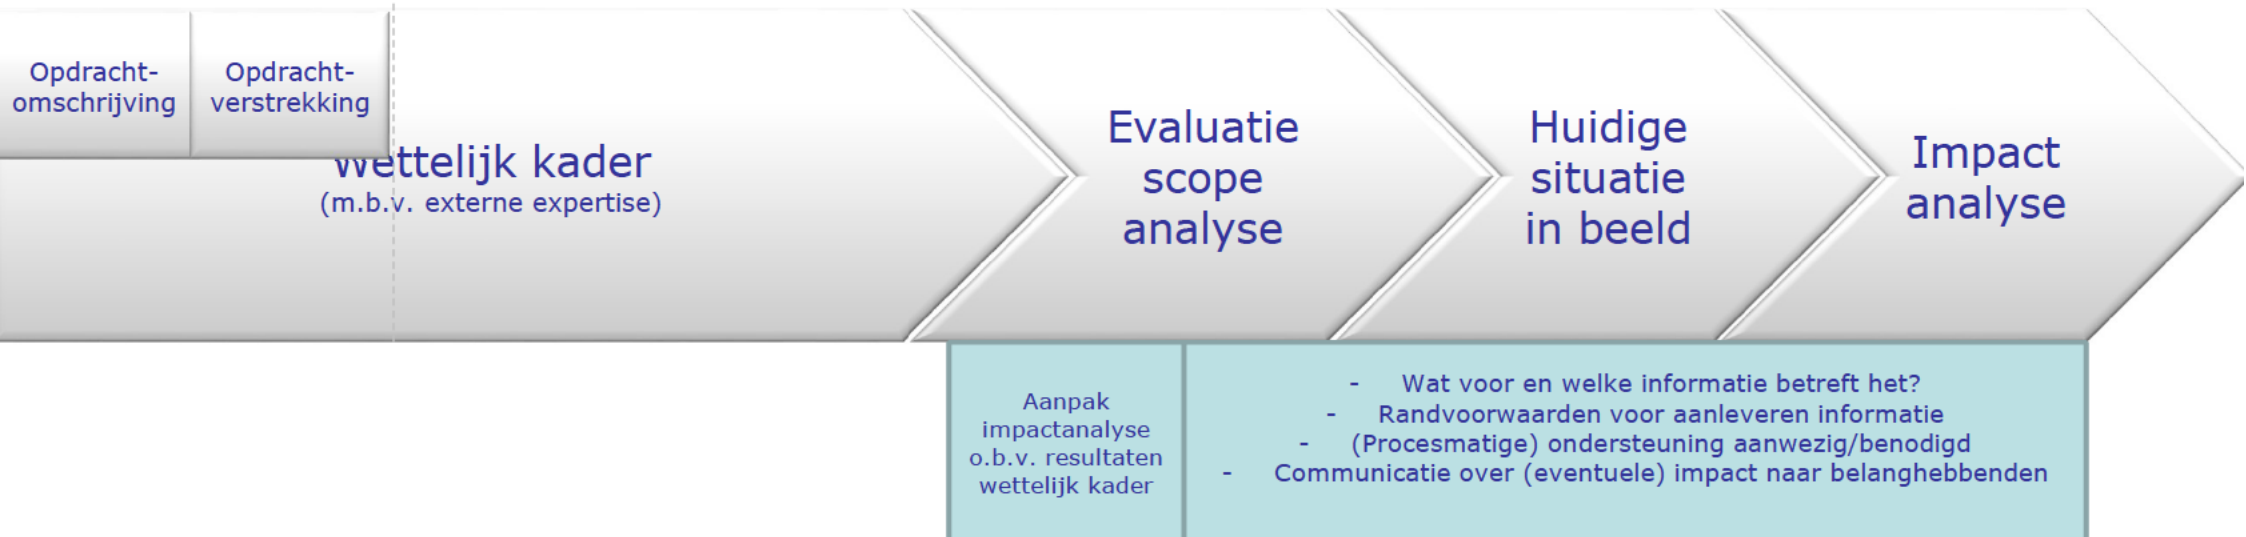 Opdracht-
omschrijving
Opdracht-
verstrekking
Wettelijk kader
(m.b.v. externe expertise)
Evaluatie
scope
analyse
Huidige
situatie
in beeld
Impact
analyse
Aanpak
impactanalyse
o.b.v. resultaten
wettelijk kader
- Wat voor en welke informatie betreft het?
- Randvoorwaarden voor aanleveren informatie
- (Procesmatige) ondersteuning aanwezig/benodigd
- Communicatie over (eventuele) impact naar belanghebbenden